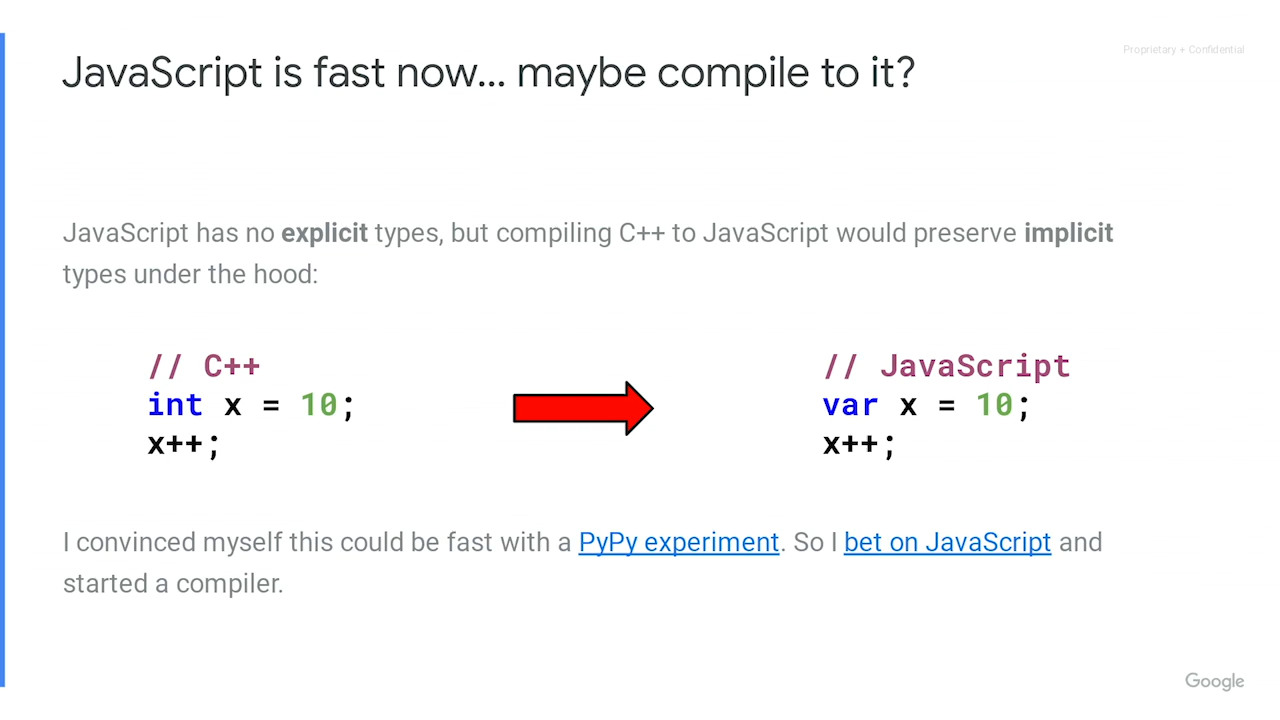 Proprietary + Confidential
JavaScript is fast now... maybe compile to it?
JavaScript has no explicit types, but compiling C++ to JavaScript would preserve implicit
types under the hood:
// C++
int x = 10;
x++;
// JavaScript
var x = 10;
x++;
I convinced myself this could be fast with a PyPy experiment. So I bet on JavaScript and
started a compiler.
Google